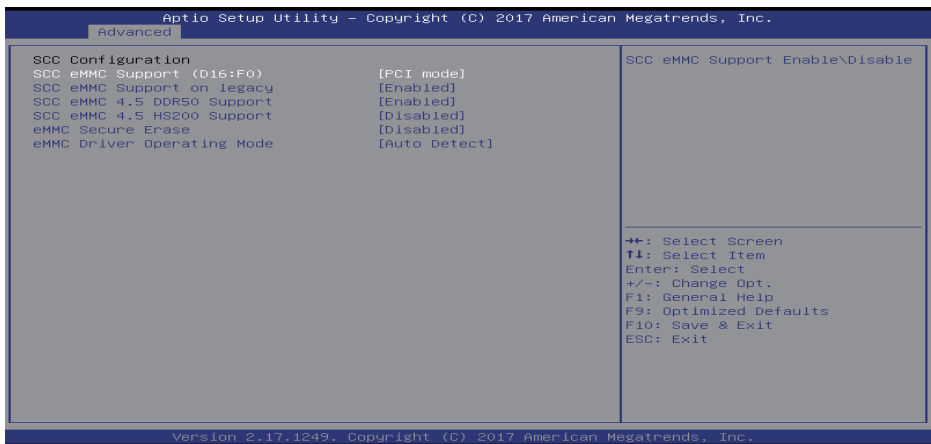 Aptio Setup Utility – Copyright (C) 2017 American Megatrends, Inc.
Advanced
SCC Configuration
SCC eMMC Support (D16:F0) [PCI mode]
SCC eMMC Support on legacy [Enabled]
SCC eMMC 4.5 DDR50 Support [Enabled]
SCC eMMC 4.5 HS200 Support [Disabled]
eMMC Secure Erase [Disabled]
eMMC Driver Operating Mode [Auto Detect]
SCC eMMC Support Enable\Disable
→←: Select Screen
↑↓: Select Item
Enter: Select
+/-: Change Opt.
F1: General Help
F9: Optimized Defaults
F10: Save & Exit
ESC: Exit
Version 2.17.1249. Copyright (C) 2017 American Megatrends, Inc.